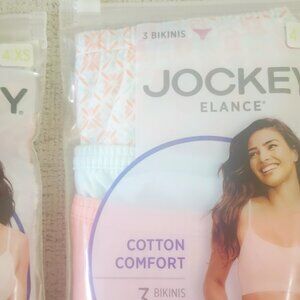 4/XS
Y
3 BIKINIS
JOCKEY
ELANCE®
COTTON
COMFORT
3 BIKINIS